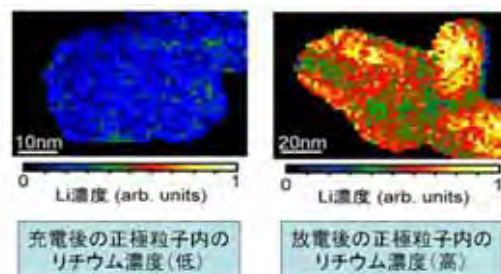 10nm
20nm
0
1
Li濃度 (arb. units)
0
1
Li濃度 (arb. units)
充電後の正極粒子内の
リチウム濃度(低)
放電後の正極粒子内の
リチウム濃度(高)